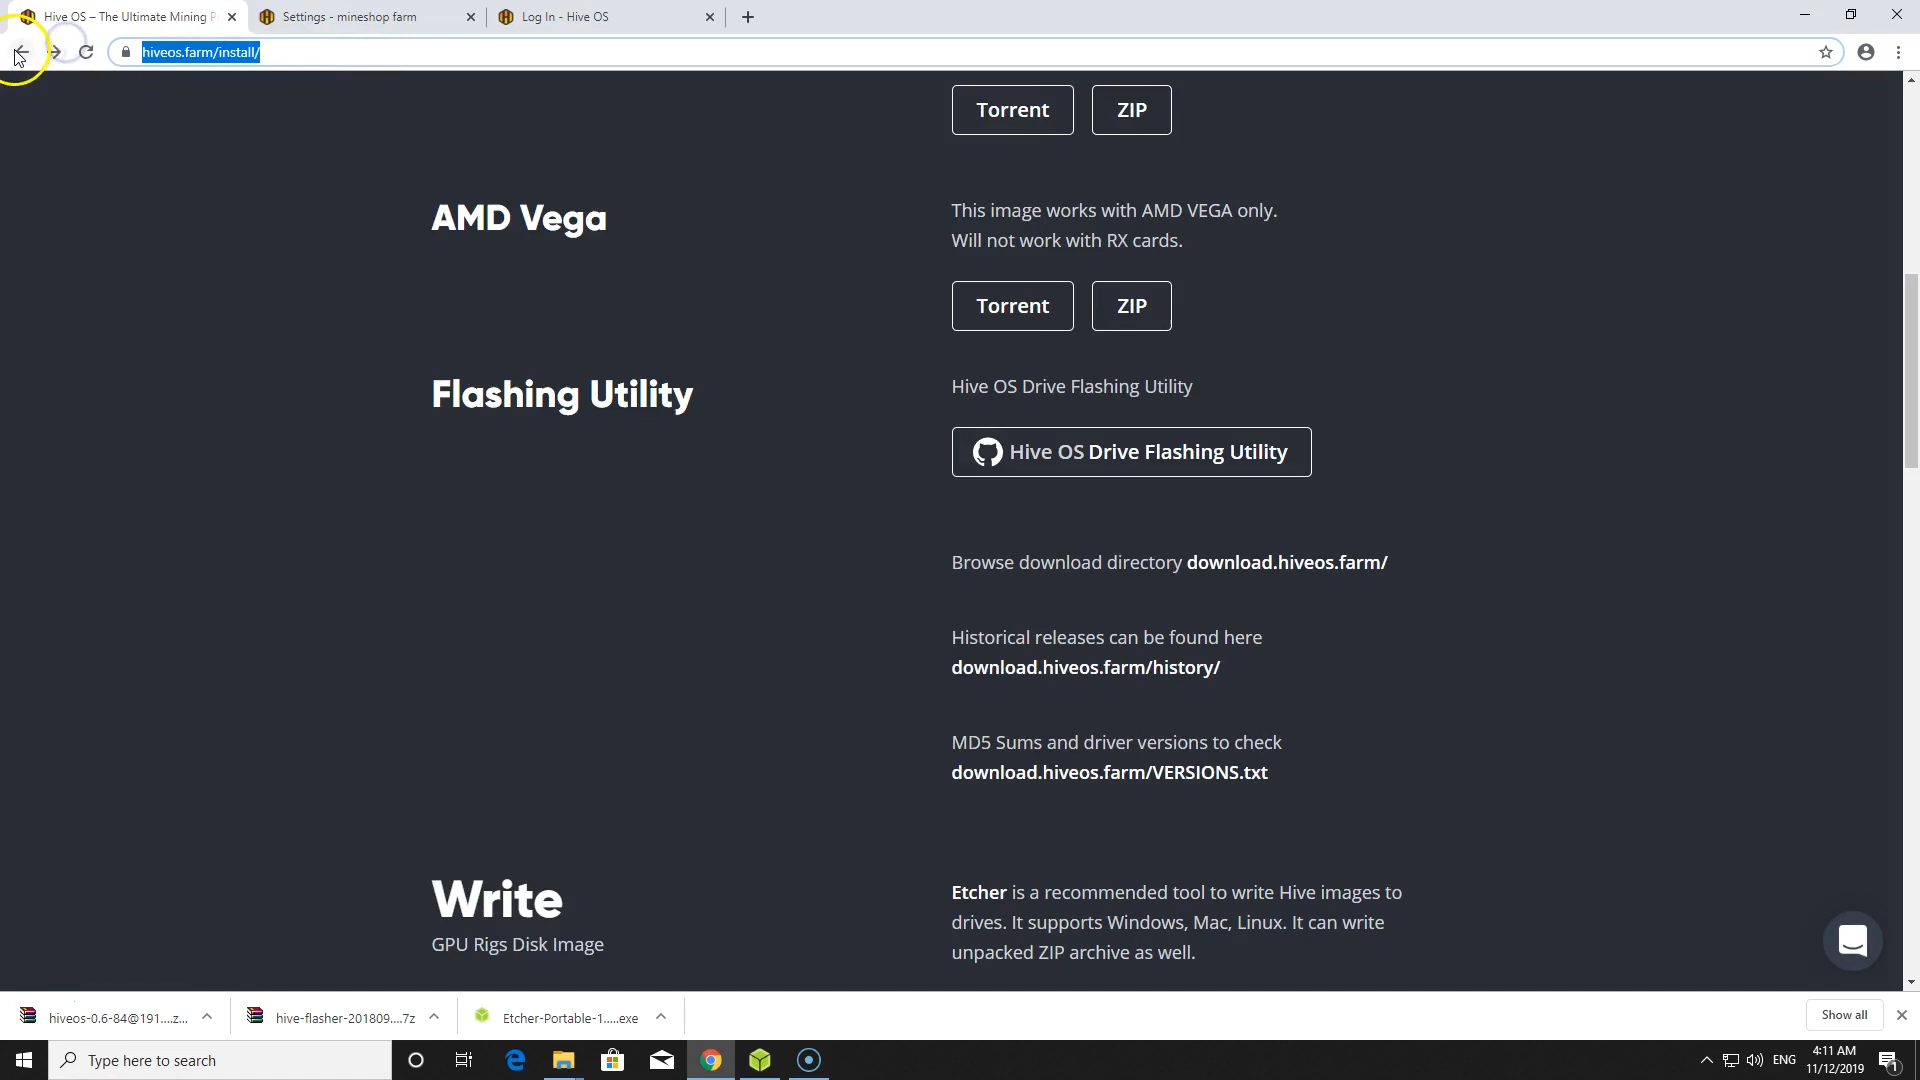 Hive OS – The Ultimate Mining P
Settings - mineshop farm
Log In - Hive OS
hiveos.farm/install/
Torrent
ZIP
AMD Vega
This image works with AMD VEGA only.
Will not work with RX cards.
Torrent
ZIP
Flashing Utility
Hive OS Drive Flashing Utility
Hive OS Drive Flashing Utility
Browse download directory download.hiveos.farm/
Historical releases can be found here
download.hiveos.farm/history/
MD5 Sums and driver versions to check
download.hiveos.farm/VERSIONS.txt
Write
GPU Rigs Disk Image
Etcher is a recommended tool to write Hive images to
drives. It supports Windows, Mac, Linux. It can write
unpacked ZIP archive as well.
hiveos-0.6-84@191....z...
hive-flasher-201809....7z
Etcher-Portable-1.....exe
Show all
Type here to search
ENG
4:11 AM
11/12/2019
1